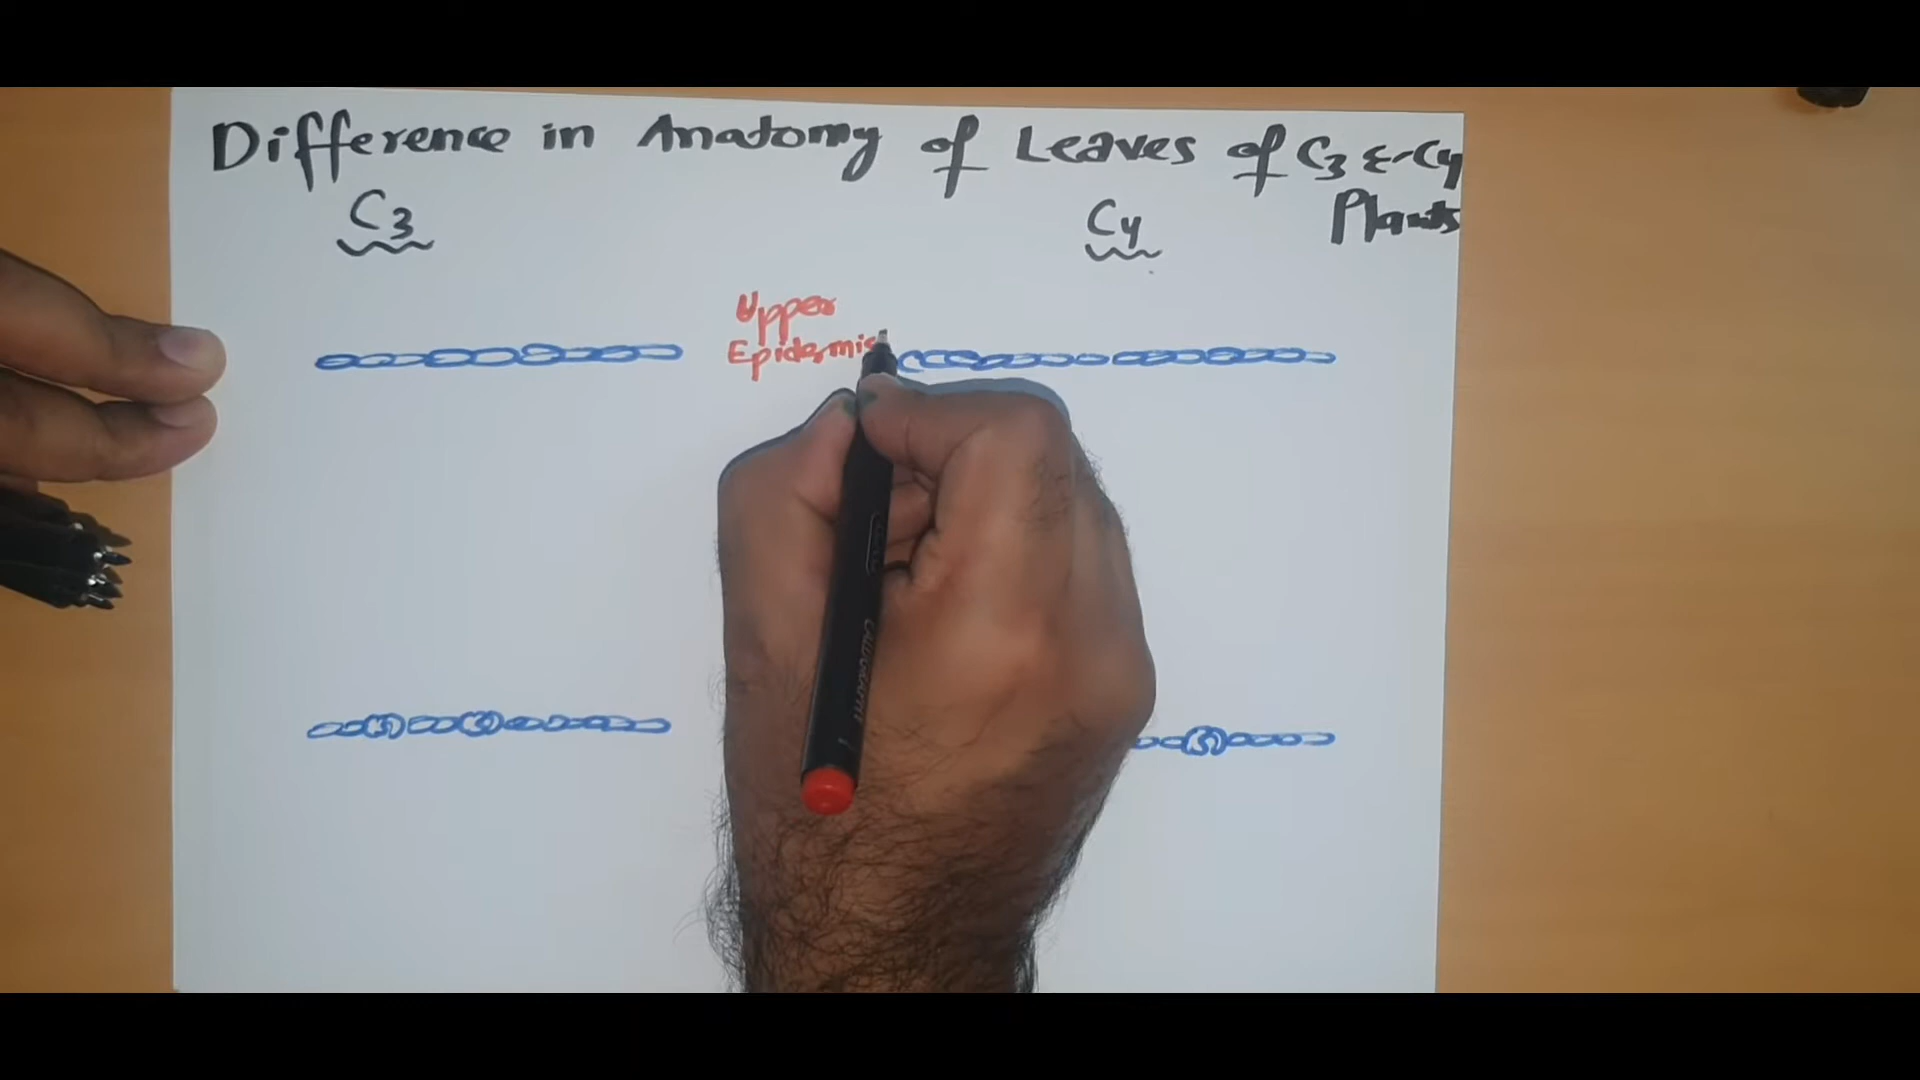 Difference in Anatomy of Leaves of C3 & C4
Plants
C3
C4
Upper
Epidermis